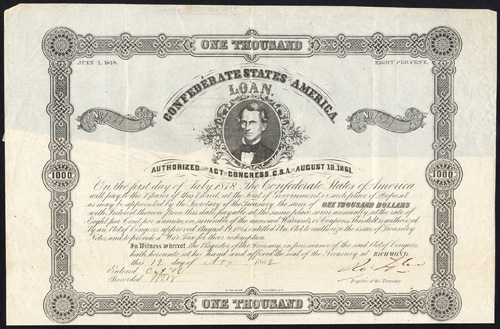 ONE THOUSAND
JULY 1, 1878. EIGHT PER CENT.
CONFEDERATE STATES AMERICA
LOAN.
No
AUTHORIZED ACT CONGRESS, C.S.A. AUGUST 19, 1861.
1000 1000
On the first day of July 1878, The Confederate States of America
will pay to the of this Bond, at the Seat of Government, or such place of deposit
as may be appointed by the Secretary of the Treasury, the sum of ONE THOUSAND DOLLARS
with Interest thereon from this date payable at the same place semi-annually at the rate of
Eight per Cent per annum, on surrender of the annexed Warrants or Coupons. This debt is authorized by
an Act of Congress approved August 19, 1861, entitled An Act to authorize the issue of Treasury
Notes, and to provide a War Tax for their redemption.
In Witness whereof, the Register of the Treasury, in pursuance of the said Act of Congress
hath hereunto set his hand and affixed the seal of the Treasury at RICHMOND,
this 12 day of 1862
Entered
Recorded
Register of the Treasury
ONE THOUSAND